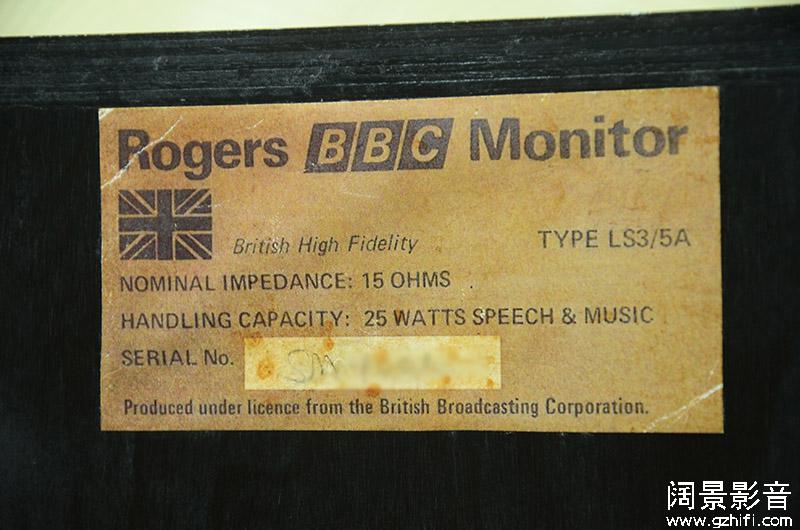 Rogers BBC Monitor
British High Fidelity TYPE LS3/5A
NOMINAL IMPEDANCE: 15 OHMS
HANDLING CAPACITY: 25 WATTS SPEECH & MUSIC
SERIAL No.
Produced under licence from the British Broadcasting Corporation.
阔景影音
www.gzhifi.com